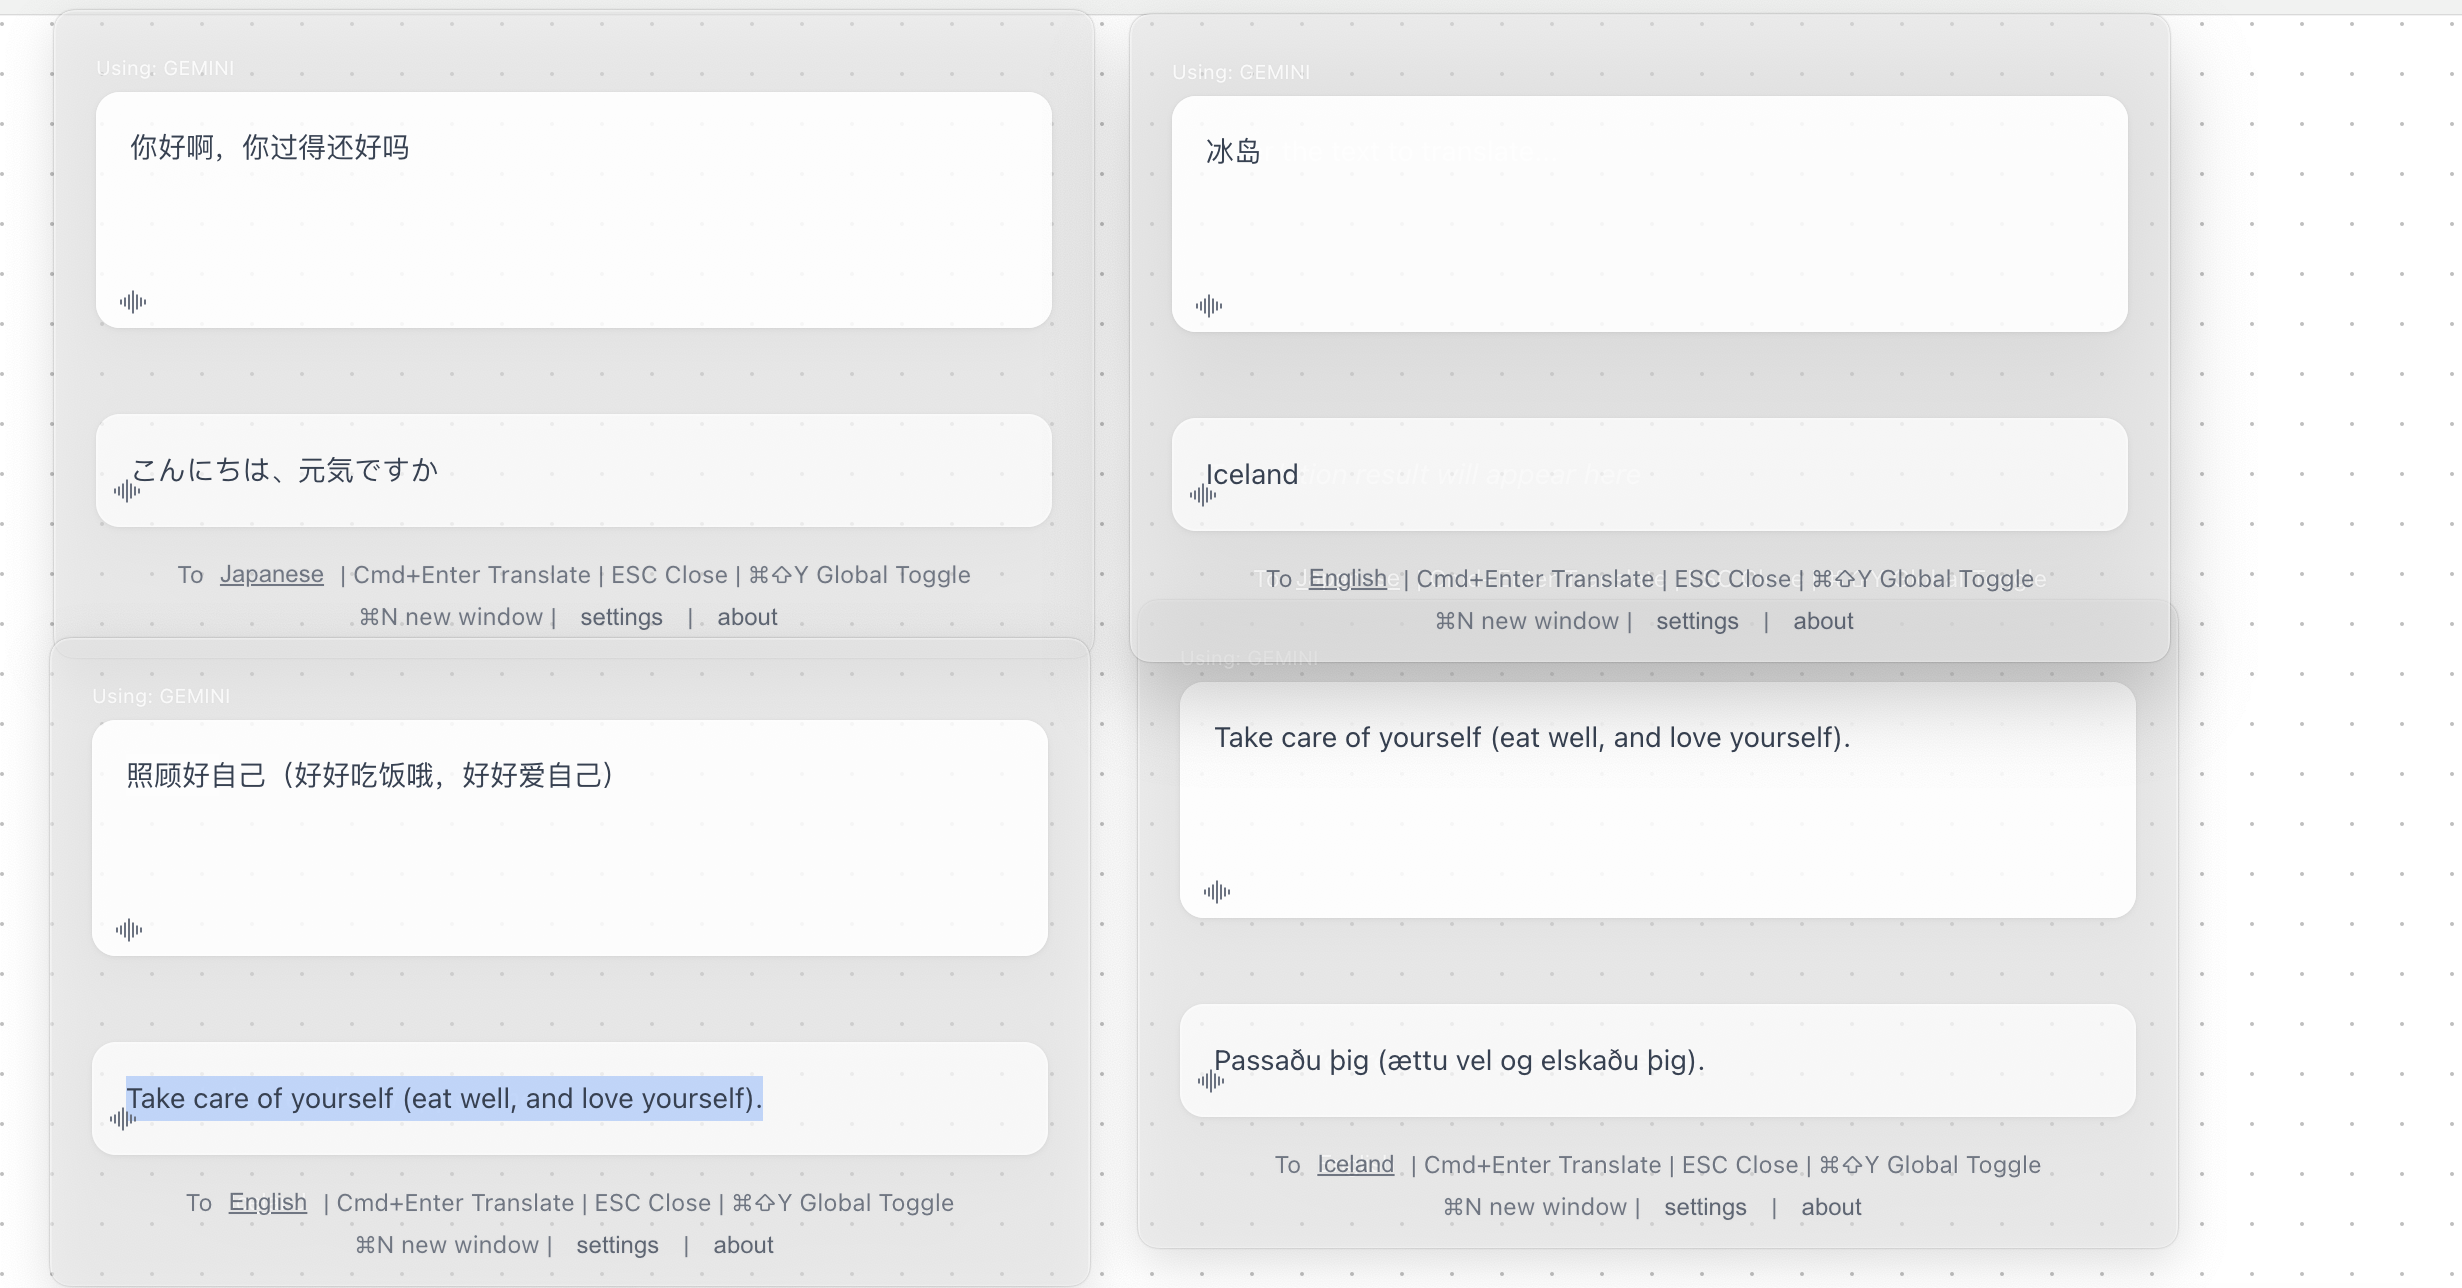 Using: GEMINI
你好啊，你过得还好吗
こんにちは、元気ですか
To Japanese | Cmd+Enter Translate | ESC Close | ⌘⇧Y Global Toggle
⌘N new window | settings | about
Using: GEMINI
冰岛
Iceland
To English | Cmd+Enter Translate | ESC Close | ⌘⇧Y Global Toggle
⌘N new window | settings | about
Using: GEMINI
照顾好自己（好好吃饭哦，好好爱自己）
Take care of yourself (eat well, and love yourself).
To English | Cmd+Enter Translate | ESC Close | ⌘⇧Y Global Toggle
⌘N new window | settings | about
Using: GEMINI
Take care of yourself (eat well, and love yourself).
Passaðu þig (ættu vel og elskaðu þig).
To Iceland | Cmd+Enter Translate | ESC Close | ⌘⇧Y Global Toggle
⌘N new window | settings | about